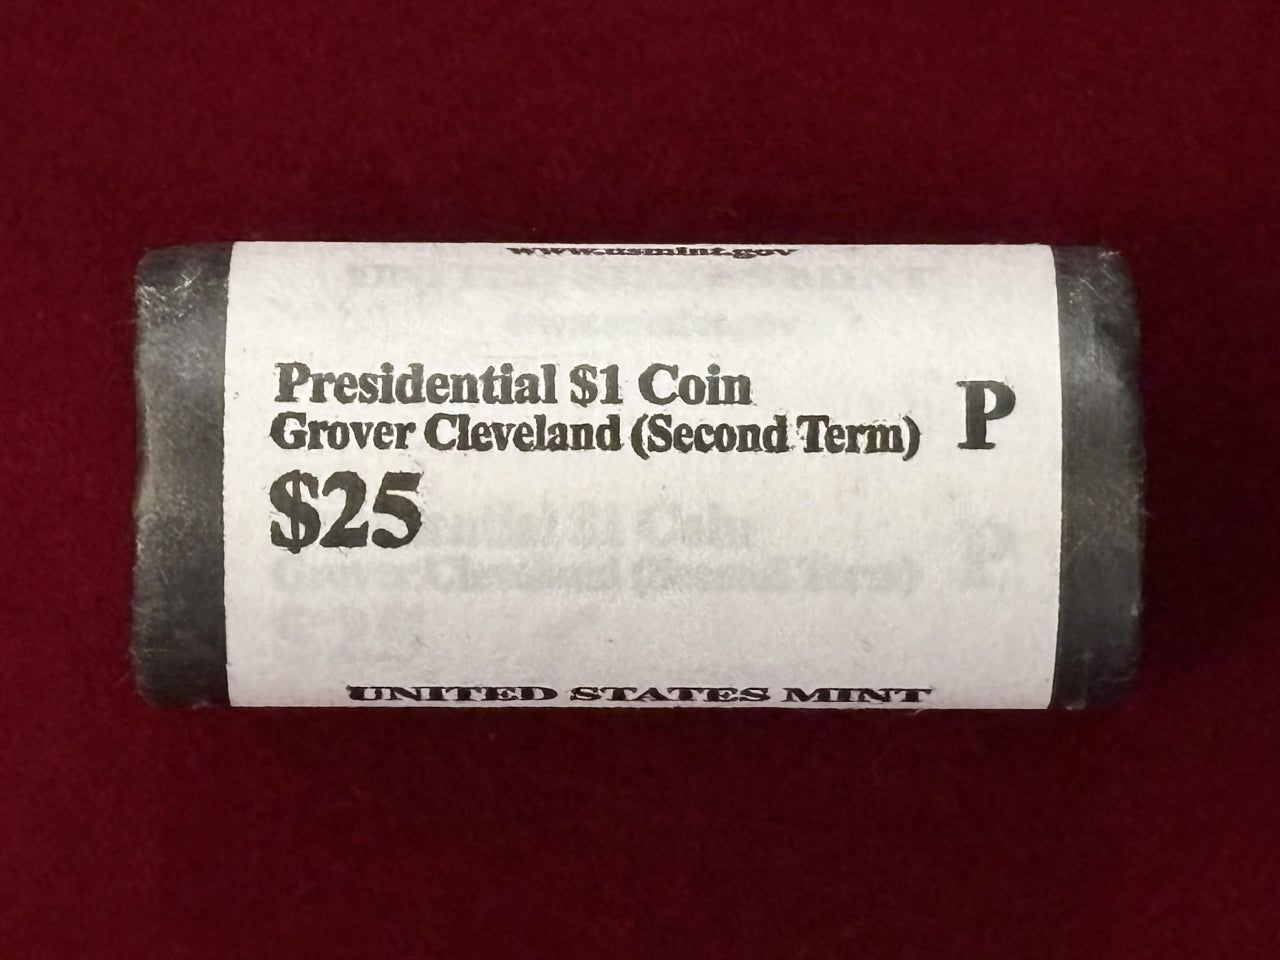 www.usmint.gov
Presidential $1 Coin
Grover Cleveland (Second Term) P
$25
UNITED STATES MINT